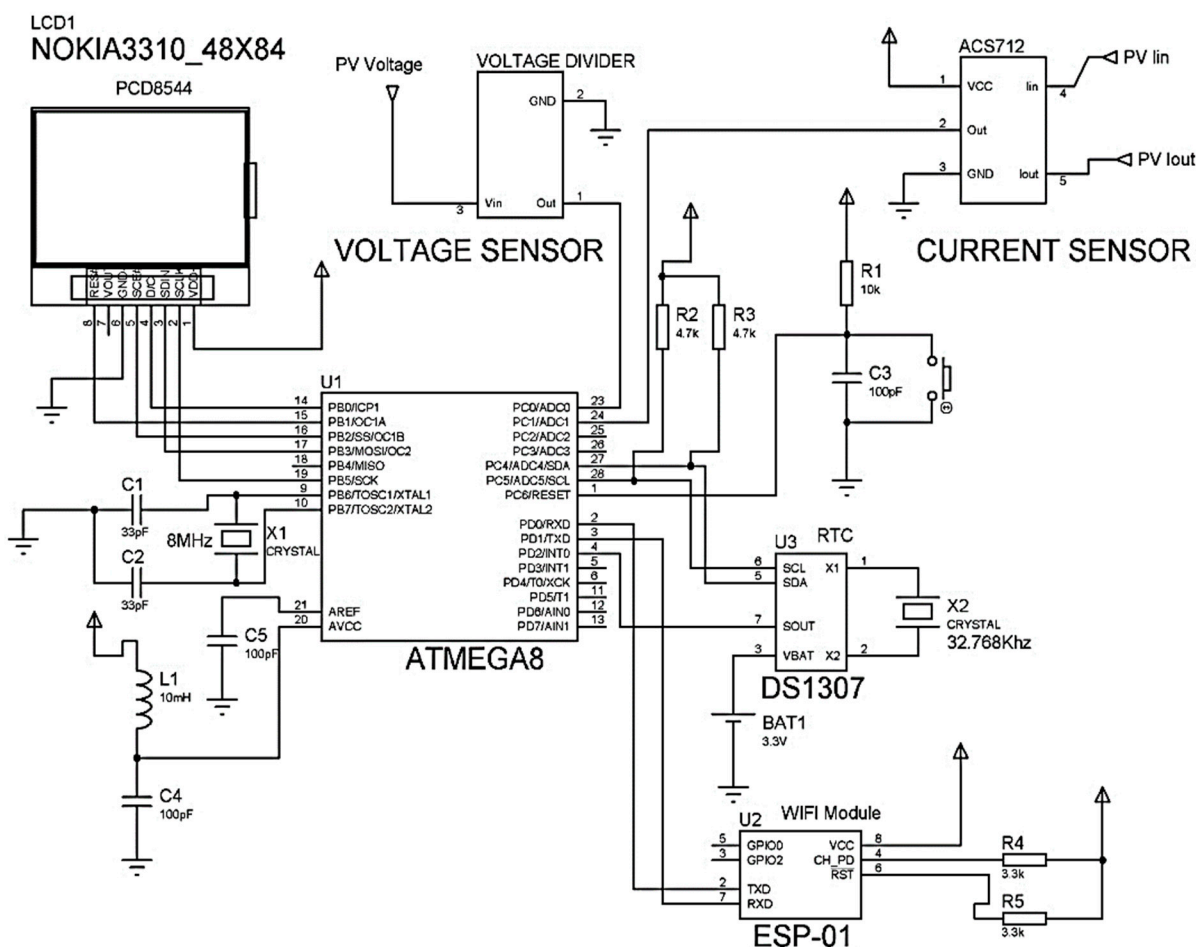 LCD1
NOKIA3310_48X84
PCD8544
RES
VOUT
GND
SCE
D/C
SDIN
SCLK
VDD
8
7
6
5
4
3
2
1
PV Voltage
VOLTAGE DIVIDER
GND
2
3
Vin
Out
1
VOLTAGE SENSOR
ACS712
1
VCC
Iin
4
PV Iin
2
Out
3
GND
Iout
5
PV Iout
CURRENT SENSOR
R2
4.7k
R3
4.7k
R1
10k
C3
100pF
U1
14 PB0/ICP1
15 PB1/OC1A
16 PB2/SS/OC1B
17 PB3/MOSI/OC2
18 PB4/MISO
19 PB5/SCK
9 PB6/TOSC1/XTAL1
10 PB7/TOSC2/XTAL2
21 AREF
20 AVCC
PC0/ADC0 23
PC1/ADC1 24
PC2/ADC2 25
PC3/ADC3 26
PC4/ADC4/SDA 27
PC5/ADC5/SCL 28
PC6/RESET 1
PD0/RXD 2
PD1/TXD 3
PD2/INT0 4
PD3/INT1 5
PD4/T0/XCK 6
PD5/T1 11
PD6/AIN0 12
PD7/AIN1 13
ATMEGA8
C1
33pF
C2
33pF
8MHz
X1
CRYSTAL
C5
100pF
L1
10mH
C4
100pF
U3 RTC
6 SCL X1 1
5 SDA
7 SOUT
3 VBAT X2 2
DS1307
X2
CRYSTAL
32.768Khz
BAT1
3.3V
U2 WIFI Module
5 GPIO0 VCC 8
3 GPIO2 CH_PD 4
RST 6
2 TXD
7 RXD
ESP-01
R4
3.3k
R5
3.3k